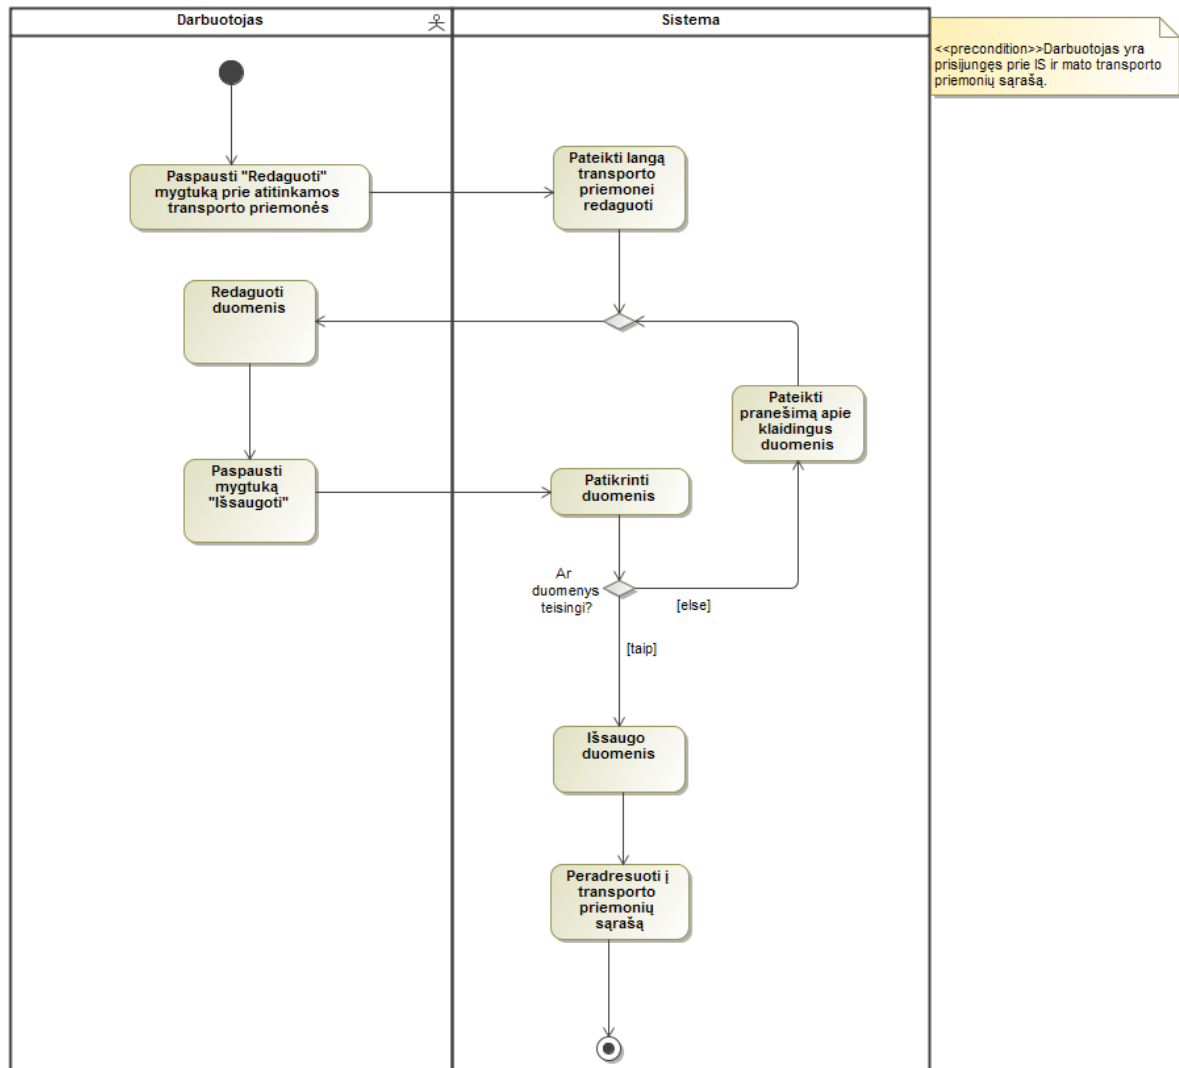 Darbuotojas
Sistema
<<precondition>>Darbuotojas yra
prisijungęs prie IS ir mato transporto
priemonių sąrašą.
Paspausti "Redaguoti"
mygtuką prie atitinkamos
transporto priemonės
Pateikti langą
transporto
priemonei
redaguoti
Redaguoti
duomenis
Pateikti
pranešimą apie
klaidingus
duomenis
Paspausti
mygtuką
"Išsaugoti"
Patikrinti
duomenis
Ar
duomenys
teisingi?
[else]
[taip]
Išsaugo
duomenis
Peradresuoti į
transporto
priemonių
sąrašą